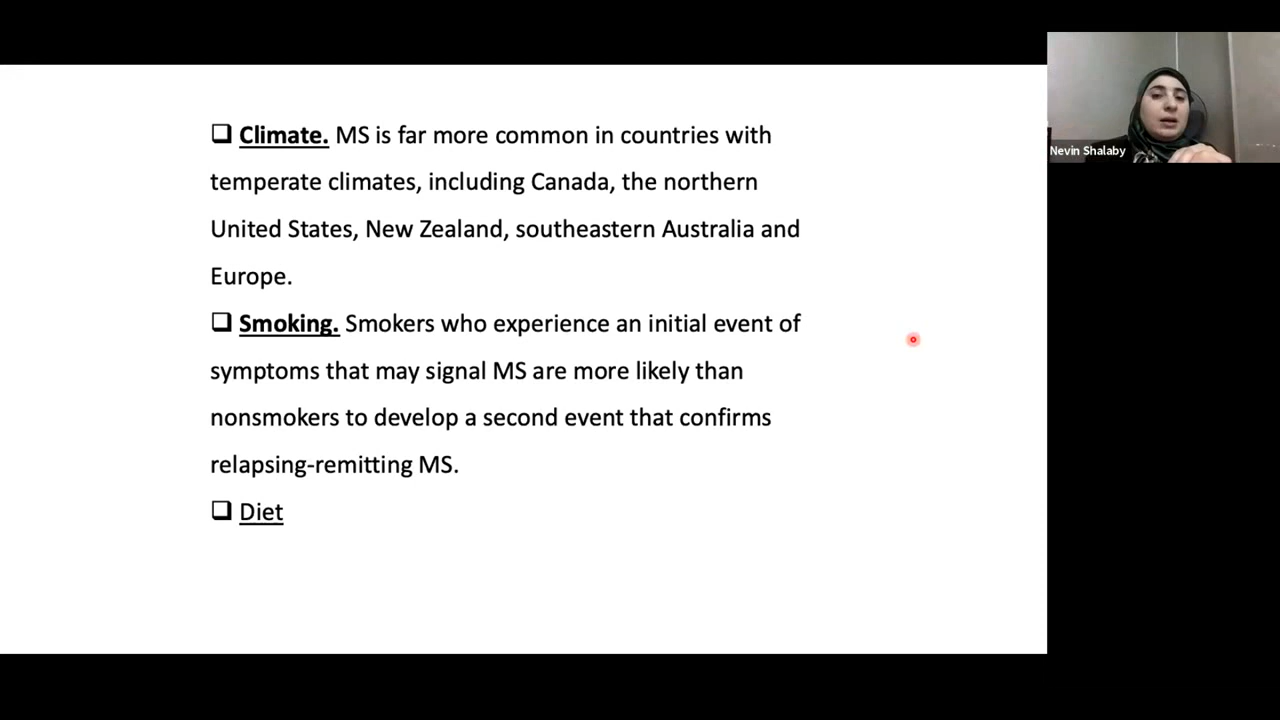 ❑ Climate. MS is far more common in countries with
temperate climates, including Canada, the northern
United States, New Zealand, southeastern Australia and
Europe.
❑ Smoking. Smokers who experience an initial event of
symptoms that may signal MS are more likely than
nonsmokers to develop a second event that confirms
relapsing-remitting MS.
❑ Diet
Nevin Shalaby